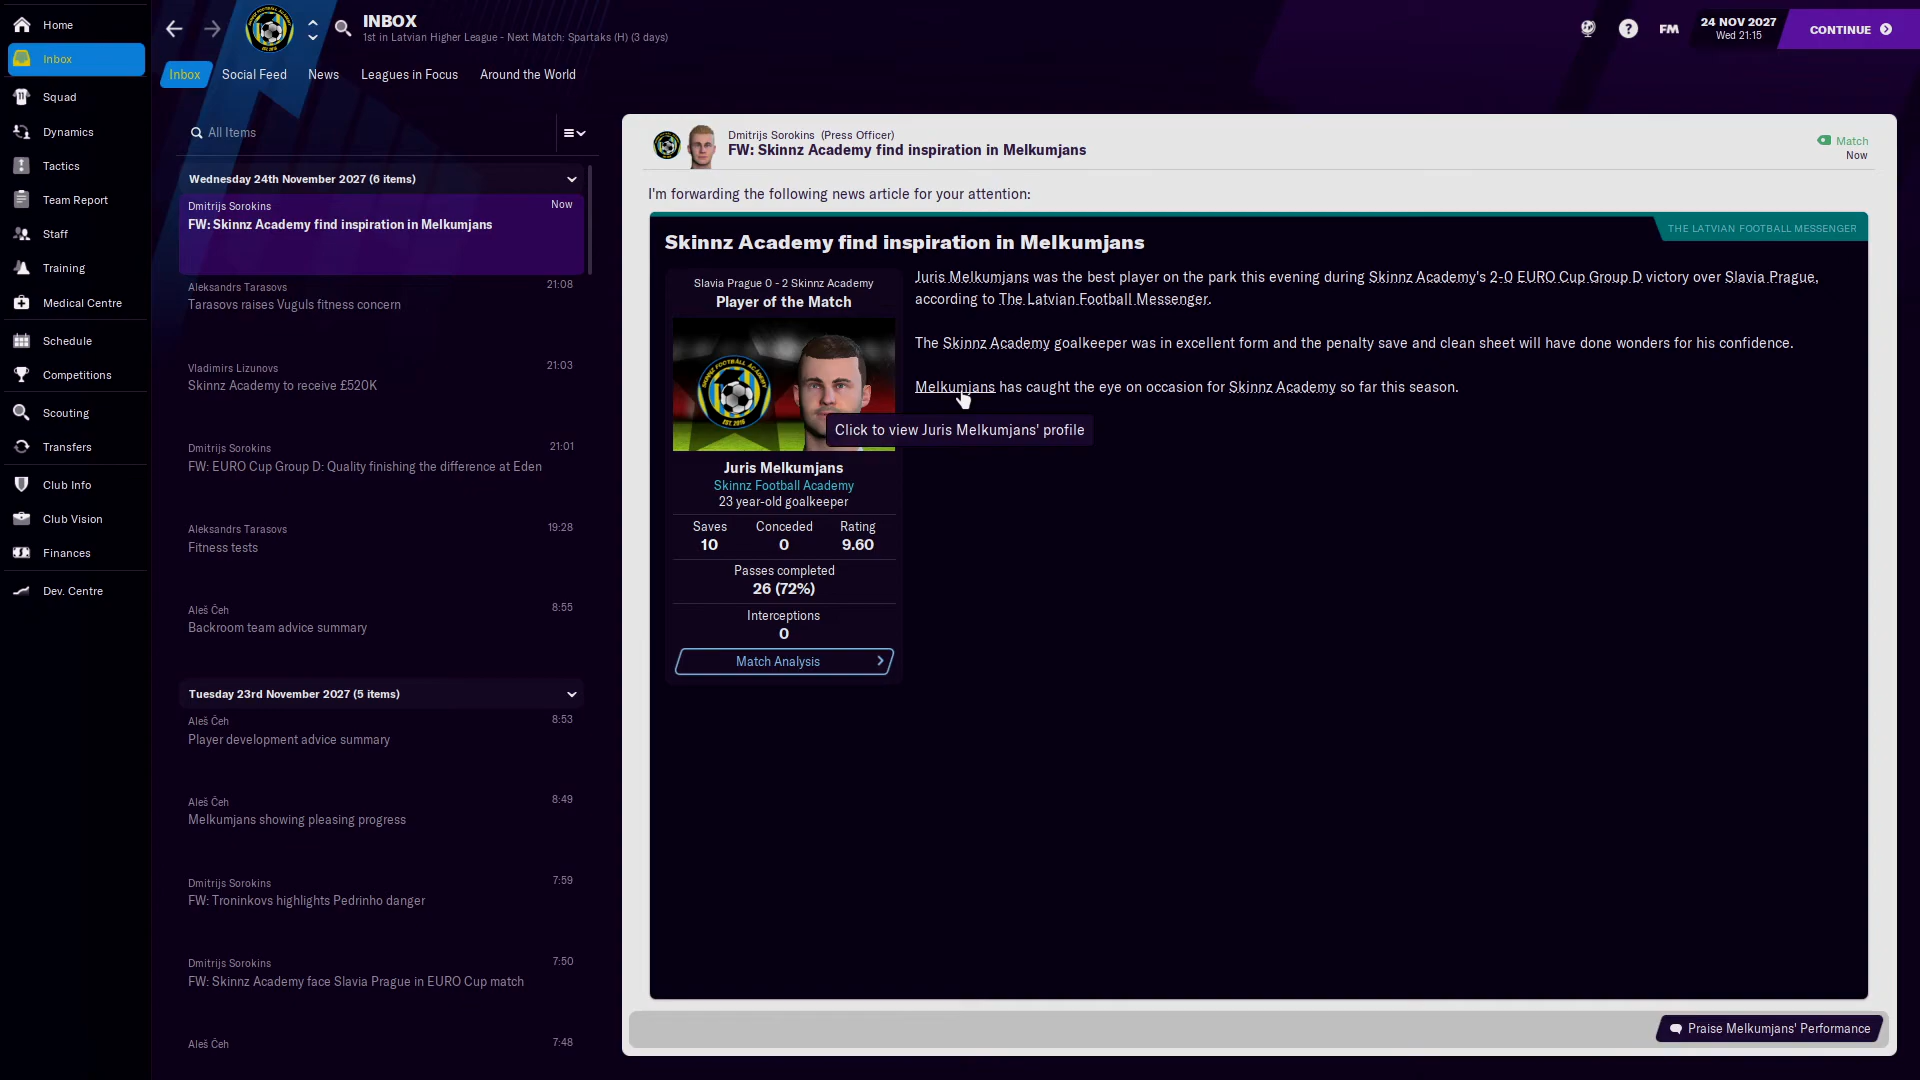 Home
Inbox
Squad
Dynamics
Tactics
Team Report
Staff
Training
Medical Centre
Schedule
Competitions
Scouting
Transfers
Club Info
Club Vision
Finances
Dev. Centre
INBOX
1st in Latvian Higher League - Next Match: Spartaks (H) (3 days)
FM
24 NOV 2027
Wed 21:15
CONTINUE
Inbox
Social Feed
News
Leagues in Focus
Around the World
All Items
Wednesday 24th November 2027 (6 items)
Dmitrijs Sorokins
Now
FW: Skinnz Academy find inspiration in Melkumjans
Aleksandrs Tarasovs
21:08
Tarasovs raises Vuguls fitness concern
Vladimirs Lizunovs
21:03
Skinnz Academy to receive £520K
Dmitrijs Sorokins
21:01
FW: EURO Cup Group D: Quality finishing the difference at Eden
Aleksandrs Tarasovs
19:28
Fitness tests
Aleš Čeh
8:55
Backroom team advice summary
Tuesday 23rd November 2027 (5 items)
Aleš Čeh
8:53
Player development advice summary
Aleš Čeh
8:49
Melkumjans showing pleasing progress
Dmitrijs Sorokins
7:59
FW: Troninkovs highlights Pedrinho danger
Dmitrijs Sorokins
7:50
FW: Skinnz Academy face Slavia Prague in EURO Cup match
Aleš Čeh
7:48
Dmitrijs Sorokins (Press Officer)
FW: Skinnz Academy find inspiration in Melkumjans
Match
Now
I'm forwarding the following news article for your attention:
THE LATVIAN FOOTBALL MESSENGER
Skinnz Academy find inspiration in Melkumjans
Slavia Prague 0 - 2 Skinnz Academy
Player of the Match
SKINNZ FOOTBALL ACADEMY
EST. 2016
Juris Melkumjans
Skinnz Football Academy
23 year-old goalkeeper
Saves
Conceded
Rating
10
0
9.60
Passes completed
26 (72%)
Interceptions
0
Match Analysis
Juris Melkumjans was the best player on the park this evening during Skinnz Academy's 2-0 EURO Cup Group D victory over Slavia Prague,
according to The Latvian Football Messenger.
The Skinnz Academy goalkeeper was in excellent form and the penalty save and clean sheet will have done wonders for his confidence.
Melkumjans has caught the eye on occasion for Skinnz Academy so far this season.
Click to view Juris Melkumjans' profile
Praise Melkumjans' Performance